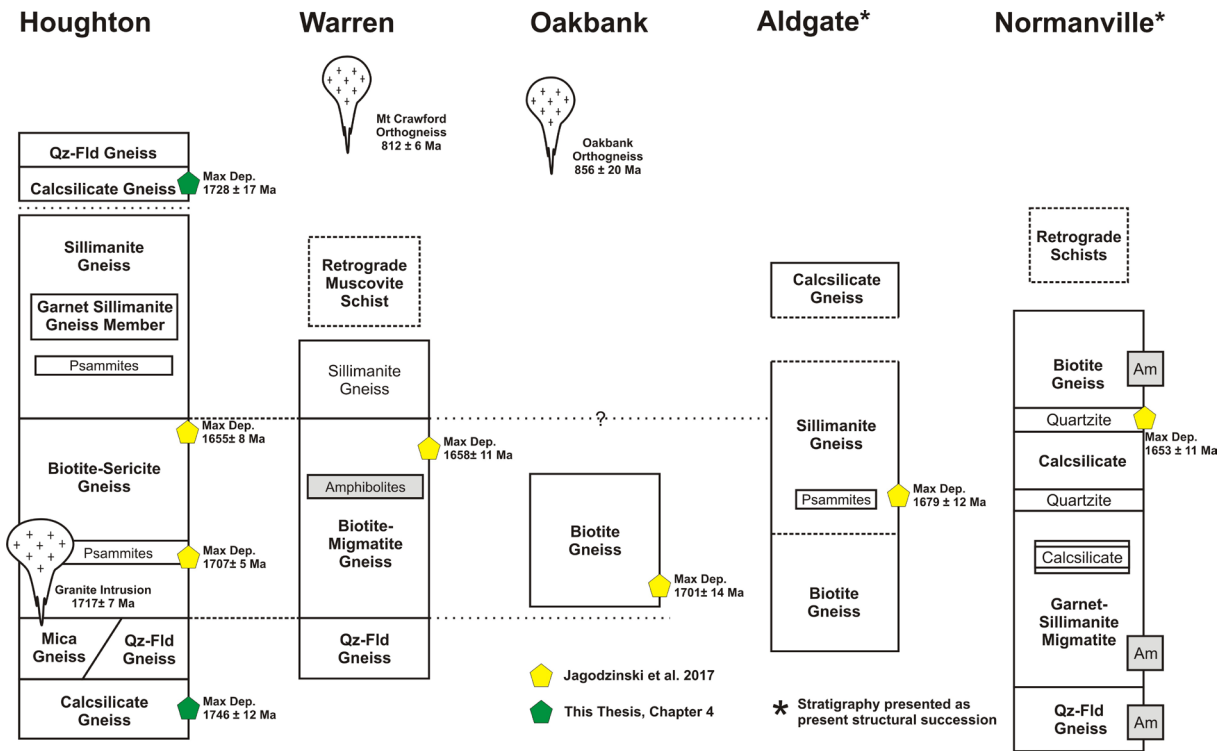 Houghton
Warren
Oakbank
Aldgate*
Normanville*
Qz-Fld Gneiss
Calcsilicate Gneiss
Max Dep.
1728 ± 17 Ma
Sillimanite
Gneiss
Garnet Sillimanite
Gneiss Member
Psammites
Max Dep.
1655± 8 Ma
Biotite-Sericite
Gneiss
Psammites
Max Dep.
1707± 5 Ma
Granite Intrusion
1717± 7 Ma
Mica
Gneiss
Qz-Fld
Gneiss
Calcsilicate
Gneiss
Max Dep.
1746 ± 12 Ma
Mt Crawford
Orthogneiss
812 ± 6 Ma
Retrograde
Muscovite
Schist
Sillimanite
Gneiss
Max Dep.
1658± 11 Ma
Amphibolites
Biotite-
Migmatite
Gneiss
Qz-Fld
Gneiss
Oakbank
Orthogneiss
856 ± 20 Ma
?
Biotite
Gneiss
Max Dep.
1701± 14 Ma
Calcsilicate
Gneiss
Sillimanite
Gneiss
Psammites
Max Dep.
1679 ± 12 Ma
Biotite
Gneiss
Retrograde
Schists
Biotite
Gneiss
Am
Quartzite
Max Dep.
1653 ± 11 Ma
Calcsilicate
Quartzite
Calcsilicate
Garnet-
Sillimanite
Migmatite
Am
Qz-Fld
Gneiss
Am
Jagodzinski et al. 2017
This Thesis, Chapter 4
* Stratigraphy presented as
present structural succession